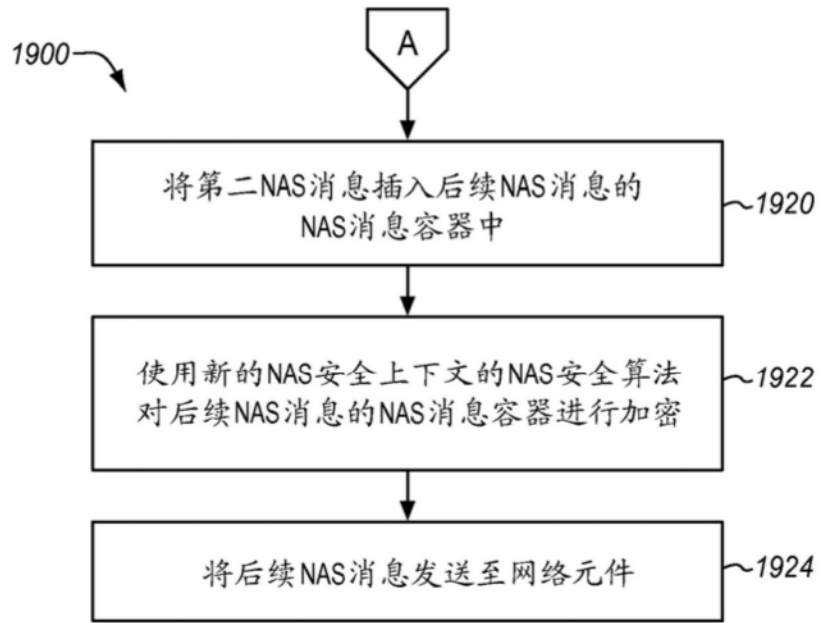 A
1900
将第二NAS消息插入后续NAS消息的
NAS消息容器中
1920
使用新的NAS安全上下文的NAS安全算法
对后续NAS消息的NAS消息容器进行加密
1922
将后续NAS消息发送至网络元件
1924